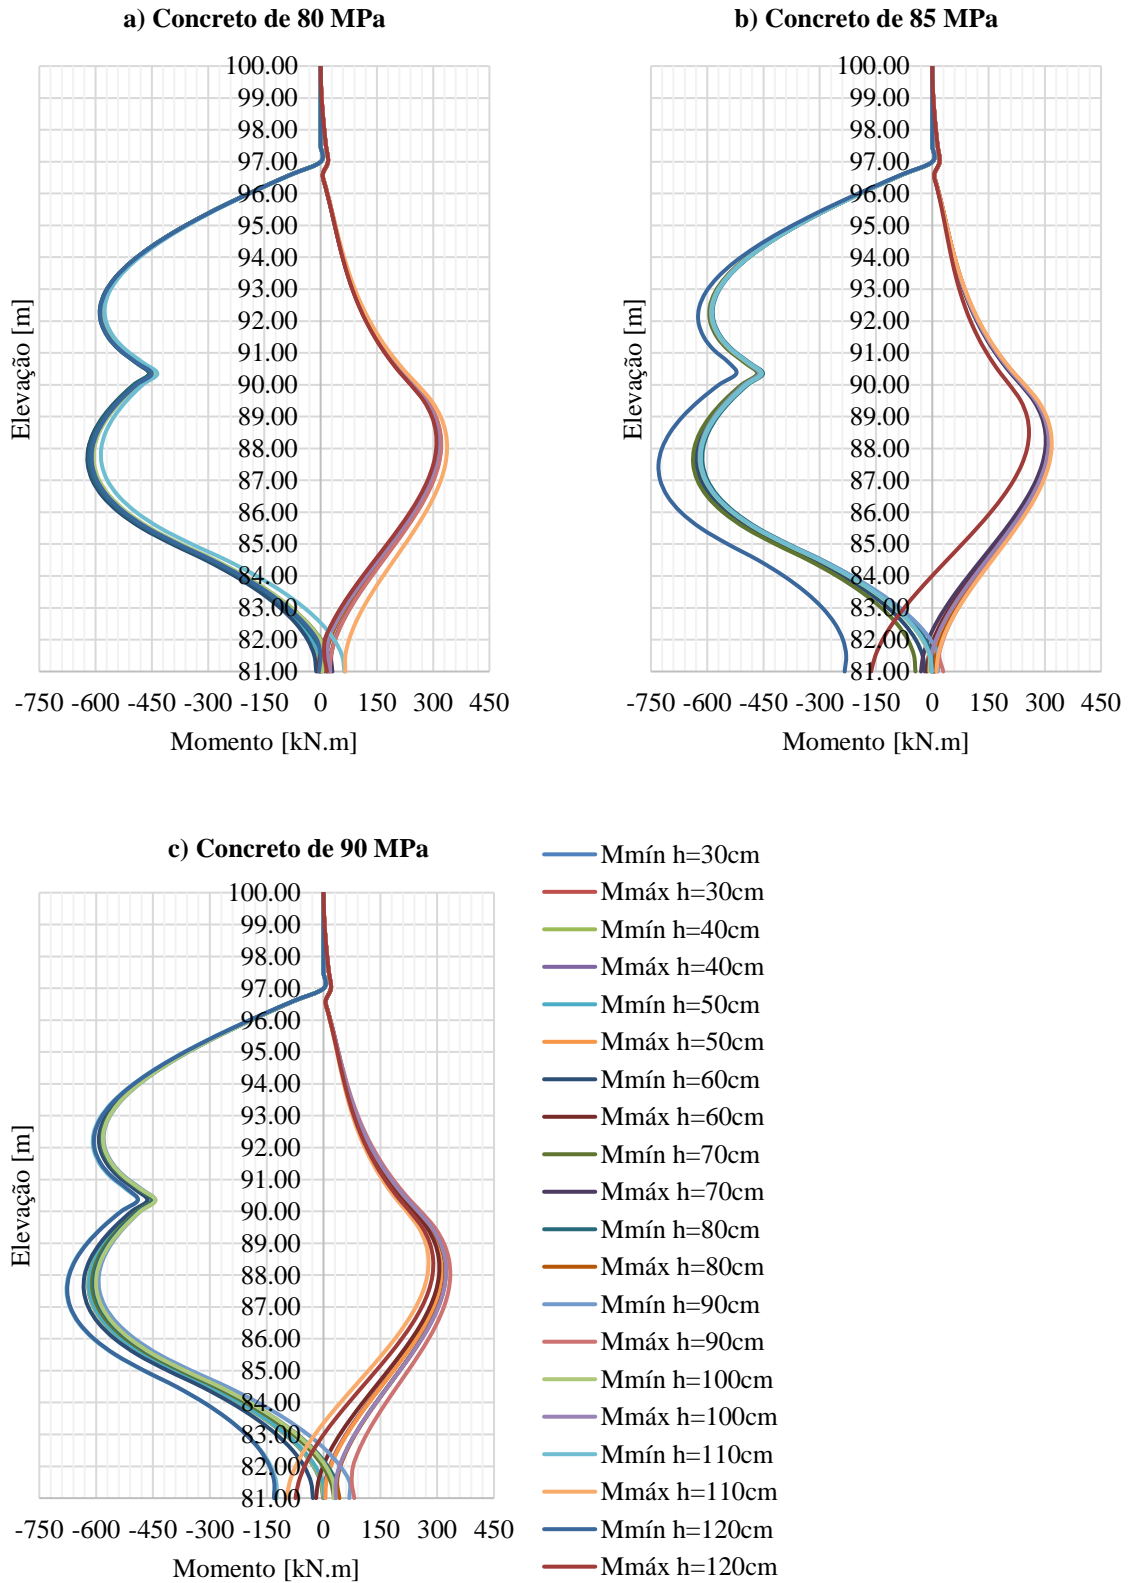 a) Concreto de 80 MPa
100.00
99.00
98.00
97.00
96.00
95.00
94.00
93.00
92.00
91.00
90.00
89.00
88.00
87.00
86.00
85.00
84.00
83.00
82.00
81.00
-750 -600 -450 -300 -150 0 150 300 450
Elevação [m]
Momento [kN.m]
b) Concreto de 85 MPa
100.00
99.00
98.00
97.00
96.00
95.00
94.00
93.00
92.00
91.00
90.00
89.00
88.00
87.00
86.00
85.00
84.00
83.00
82.00
81.00
-750 -600 -450 -300 -150 0 150 300 450
Elevação [m]
Momento [kN.m]
c) Concreto de 90 MPa
100.00
99.00
98.00
97.00
96.00
95.00
94.00
93.00
92.00
91.00
90.00
89.00
88.00
87.00
86.00
85.00
84.00
83.00
82.00
81.00
-750 -600 -450 -300 -150 0 150 300 450
Elevação [m]
Momento [kN.m]
Mmín h=30cm
Mmáx h=30cm
Mmín h=40cm
Mmáx h=40cm
Mmín h=50cm
Mmáx h=50cm
Mmín h=60cm
Mmáx h=60cm
Mmín h=70cm
Mmáx h=70cm
Mmín h=80cm
Mmáx h=80cm
Mmín h=90cm
Mmáx h=90cm
Mmín h=100cm
Mmáx h=100cm
Mmín h=110cm
Mmáx h=110cm
Mmín h=120cm
Mmáx h=120cm